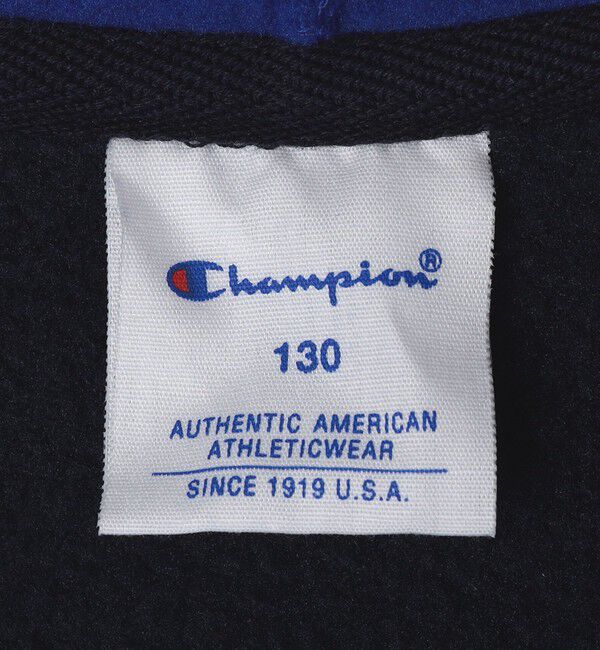 Champion®
130
AUTHENTIC AMERICAN
ATHLETICWEAR
SINCE 1919 U.S.A.